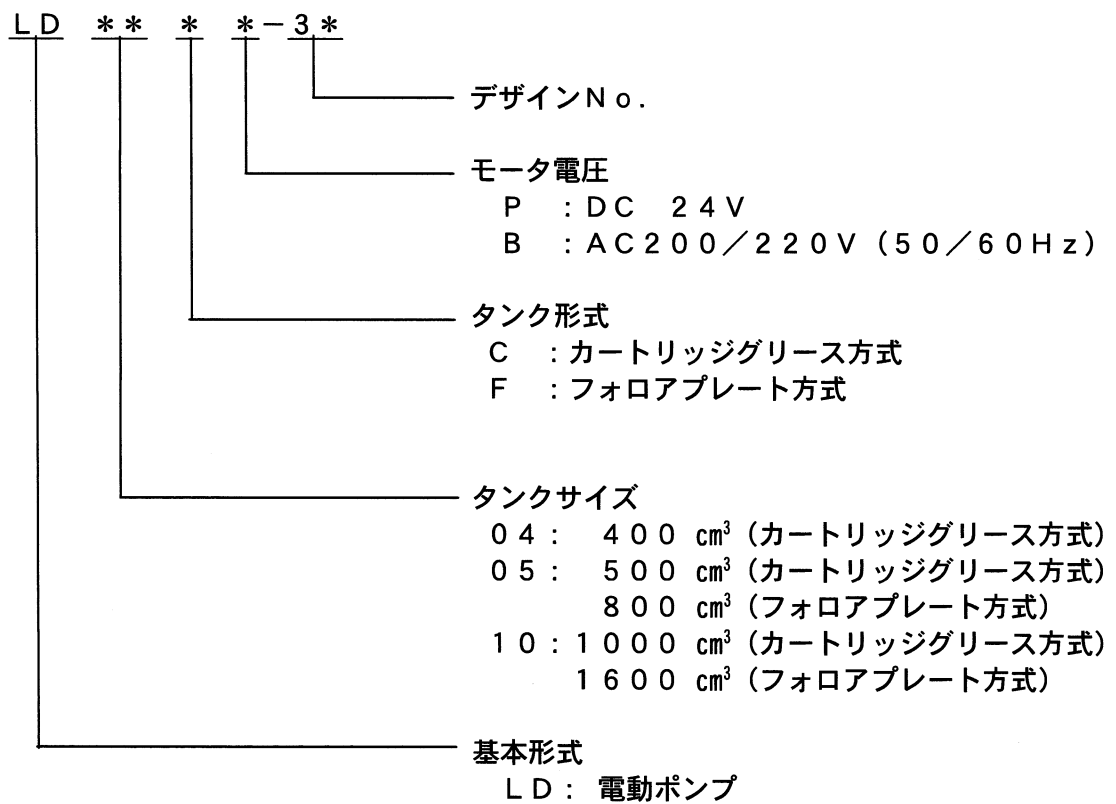 LD ** * *-3*
デザインNo.
モータ電圧
P :DC 24V
B :AC200/220V(50/60Hz)
タンク形式
C :カートリッジグリース方式
F :フォロアプレート方式
タンクサイズ
04: 400 cm³(カートリッジグリース方式)
05: 500 cm³(カートリッジグリース方式)
800 cm³(フォロアプレート方式)
10:1000 cm³(カートリッジグリース方式)
1600 cm³(フォロアプレート方式)
基本形式
LD: 電動ポンプ